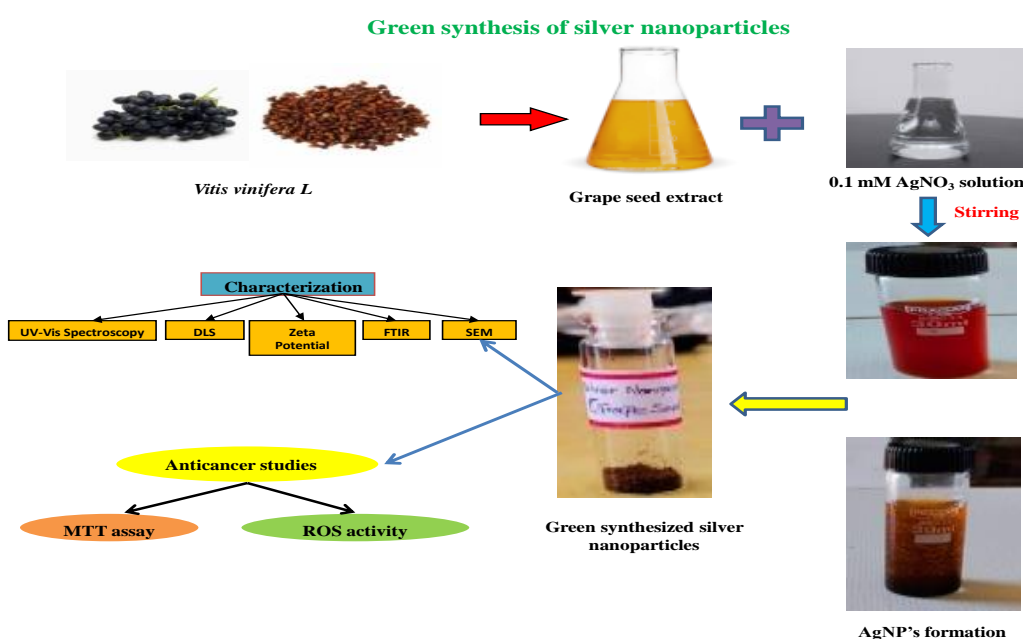 Green synthesis of silver nanoparticles
Vitis vinifera L
Grape seed extract
0.1 mM AgNO₃ solution
Stirring
Characterization
UV-Vis Spectroscopy
DLS
Zeta
Potential
FTIR
SEM
Anticancer studies
MTT assay
ROS activity
Green synthesized silver
nanoparticles
AgNP's formation